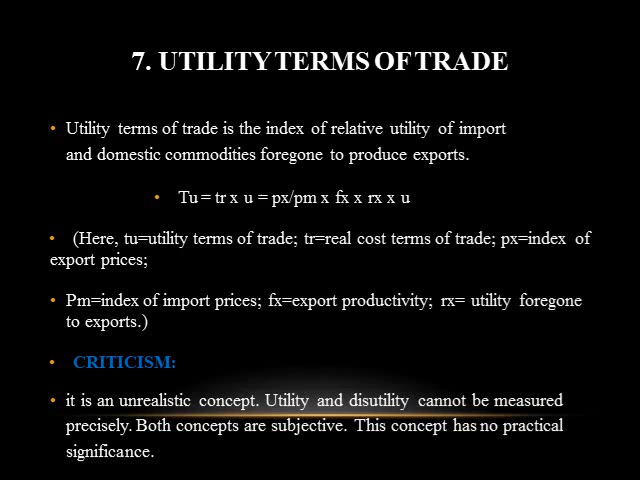 7. UTILITY TERMS OF TRADE
• Utility terms of trade is the index of relative utility of import
and domestic commodities foregone to produce exports.
• Tu = tr x u = px/pm x fx x rx x u
• (Here, tu=utility terms of trade; tr=real cost terms of trade; px=index of
export prices;
• Pm=index of import prices; fx=export productivity; rx= utility foregone
to exports.)
• CRITICISM:
• it is an unrealistic concept. Utility and disutility cannot be measured
precisely. Both concepts are subjective. This concept has no practical
significance.